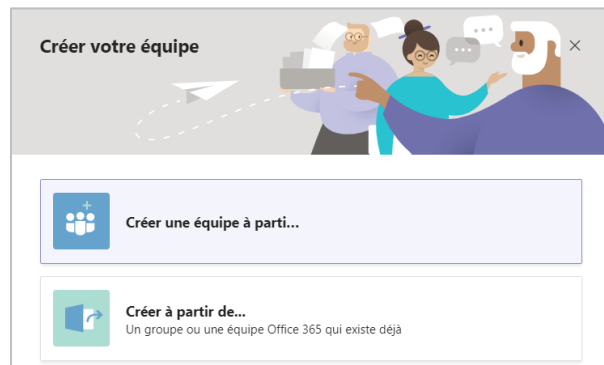 Créer votre équipe
Créer une équipe à parti...
Créer à partir de...
Un groupe ou une équipe Office 365 qui existe déjà